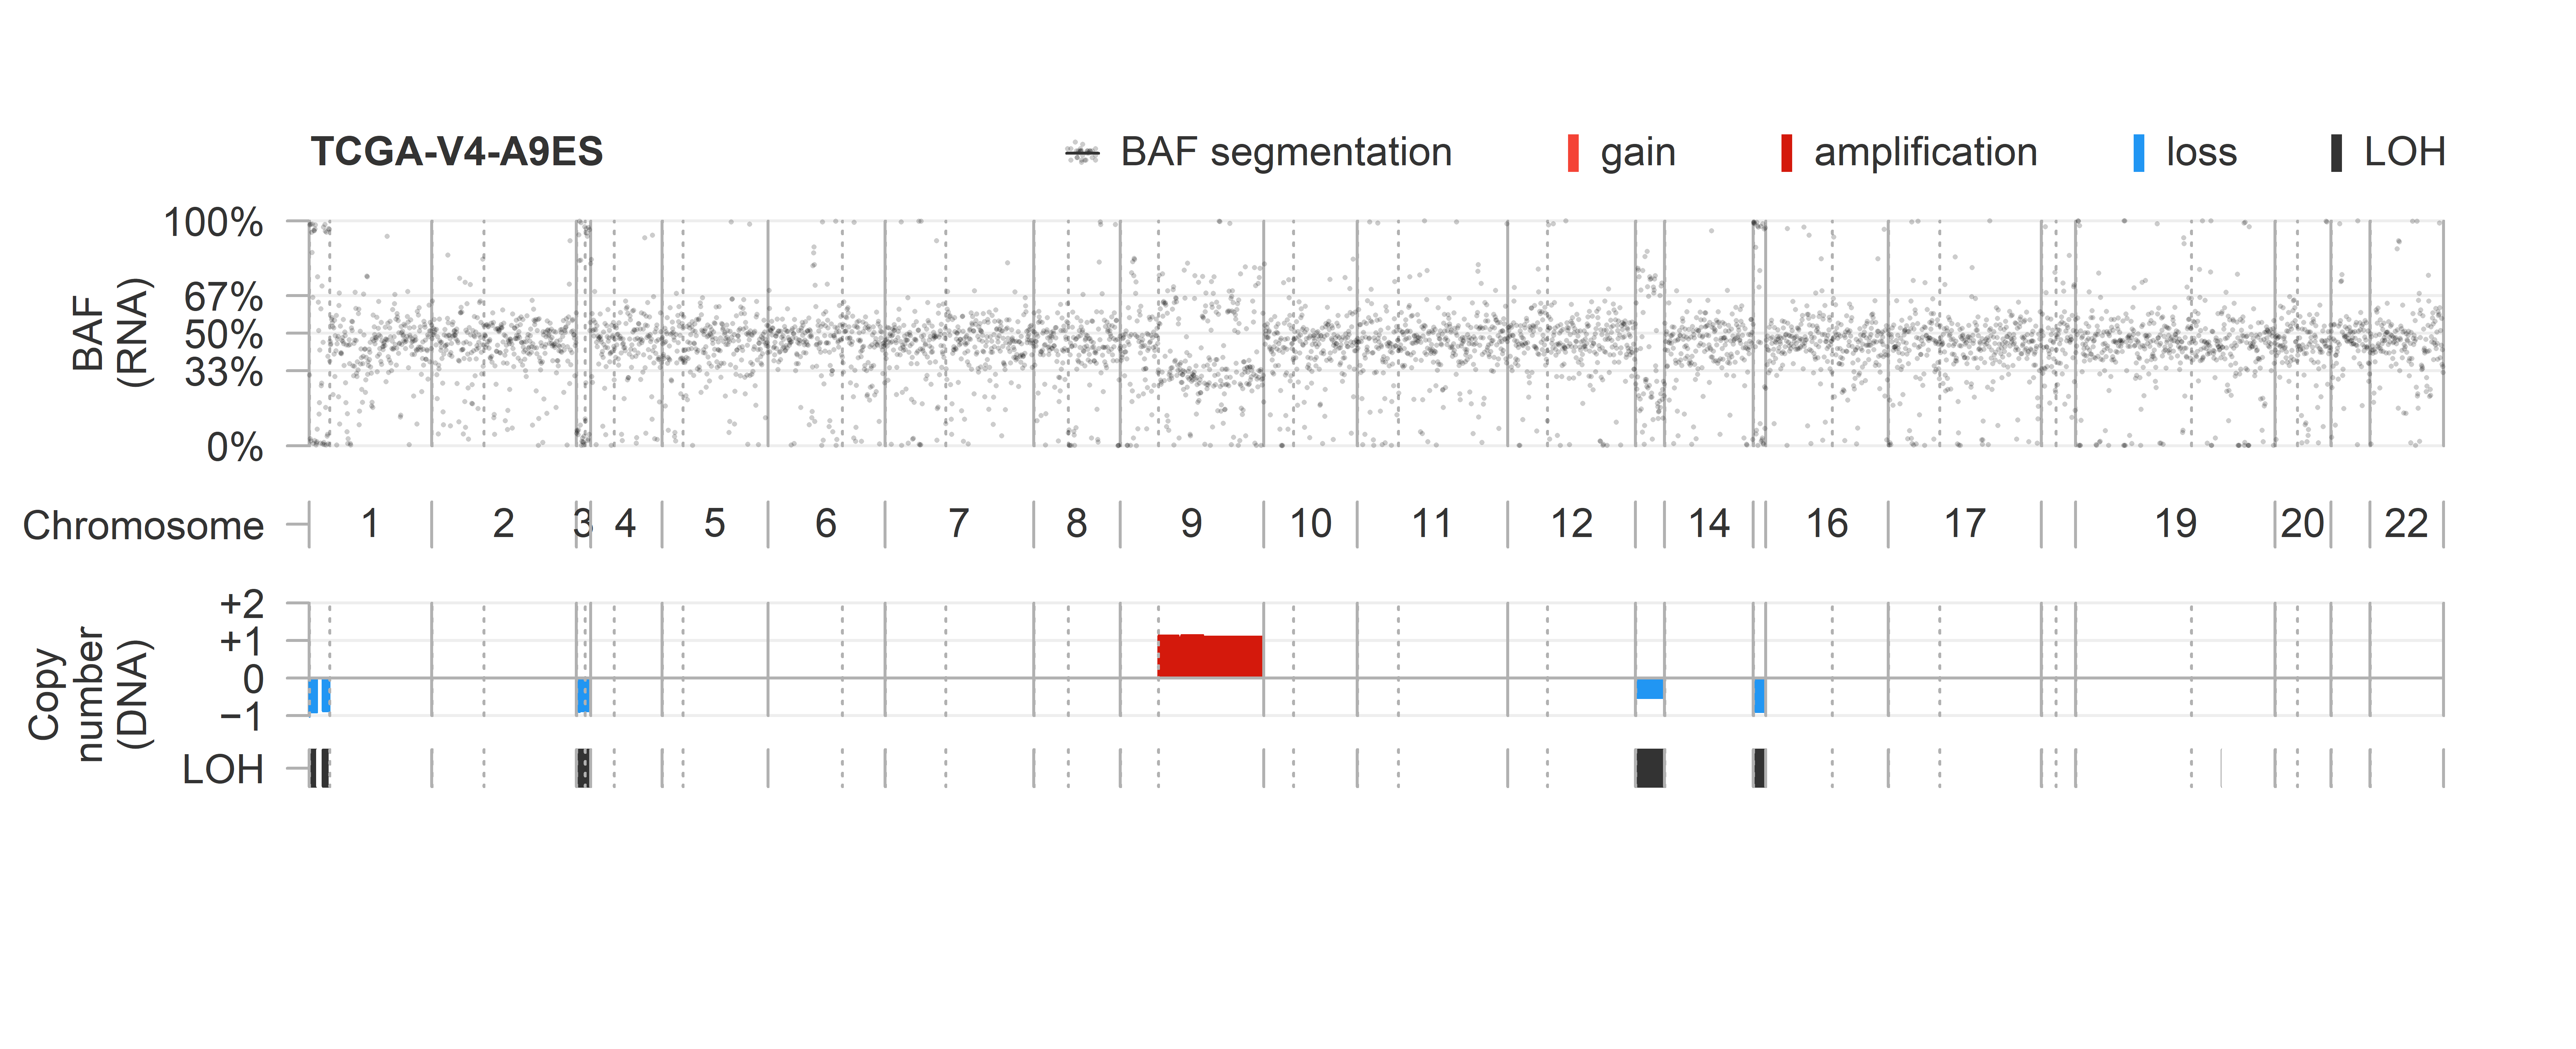 TCGA-V4-A9ES
BAF segmentation
gain
amplification
loss
LOH
BAF
(RNA)
100%
67%
50%
33%
0%
Chromosome
1 2 3 4 5 6 7 8 9 10 11 12 14 16 17 19 20 22
Copy
number
(DNA)
+2
+1
0
−1
LOH